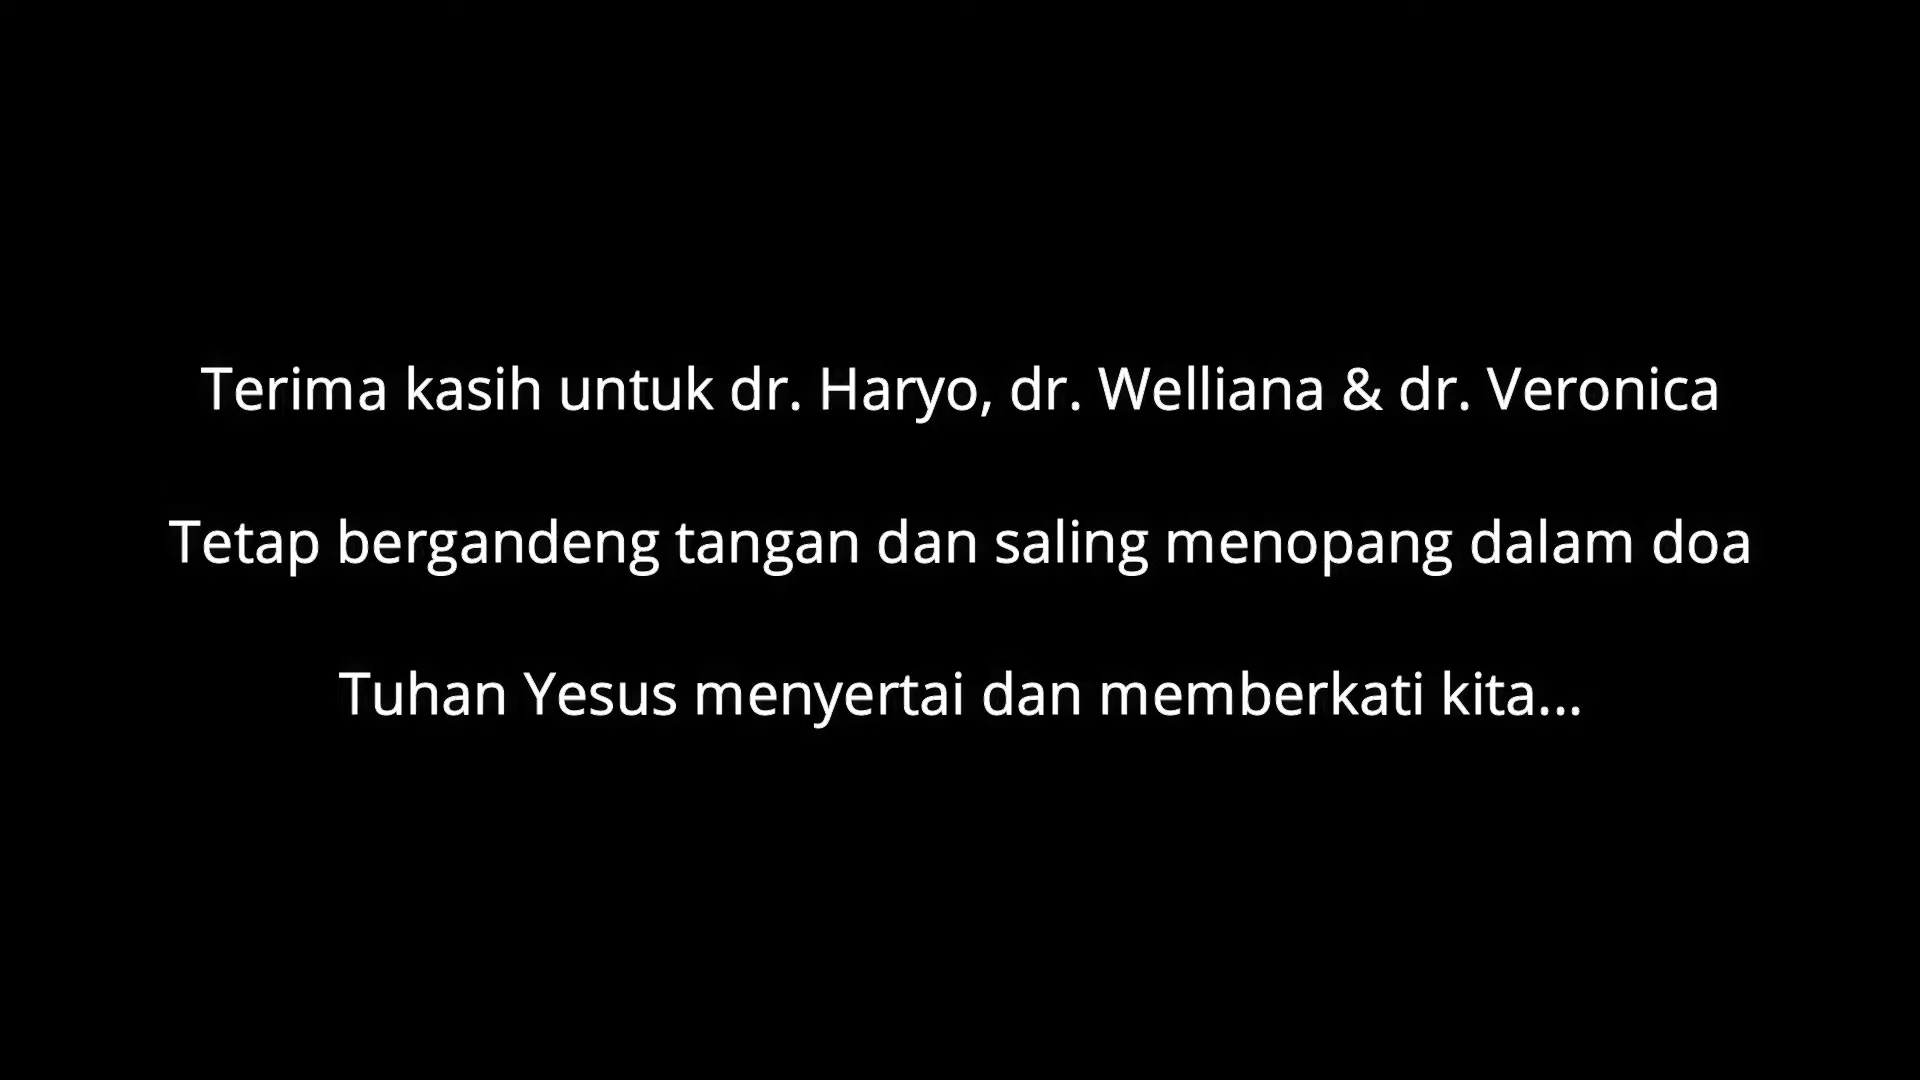 Terima kasih untuk dr. Haryo, dr. Welliana & dr. Veronica
Tetap bergandeng tangan dan saling menopang dalam doa
Tuhan Yesus menyertai dan memberkati kita...